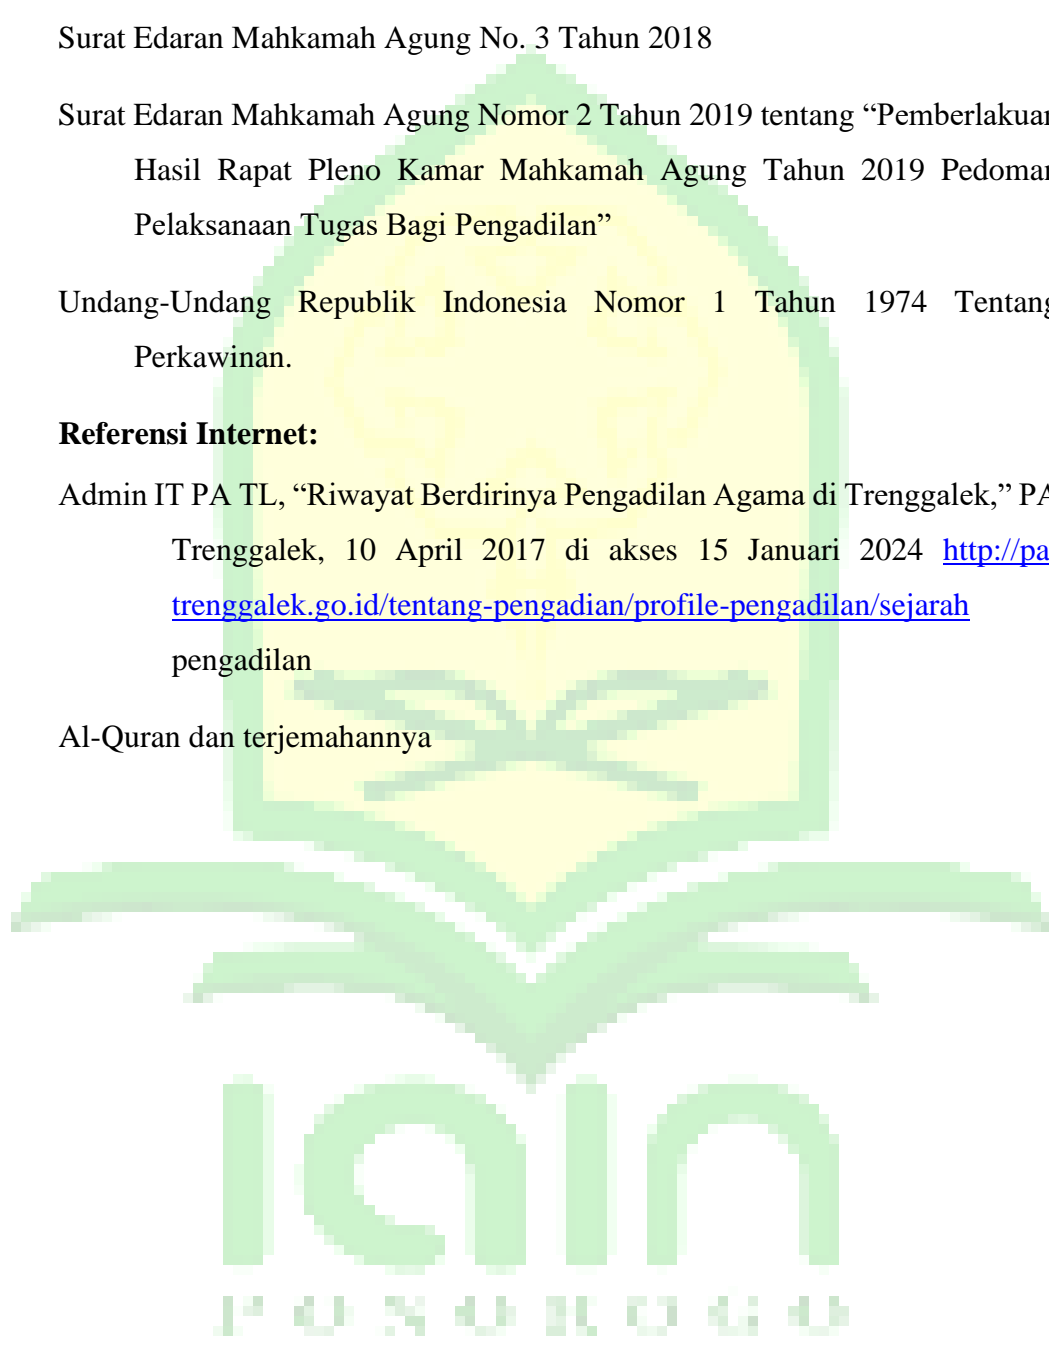 Surat Edaran Mahkamah Agung No. 3 Tahun 2018
Surat Edaran Mahkamah Agung Nomor 2 Tahun 2019 tentang “Pemberlakuan
Hasil Rapat Pleno Kamar Mahkamah Agung Tahun 2019 Pedoman
Pelaksanaan Tugas Bagi Pengadilan”
Undang-Undang Republik Indonesia Nomor 1 Tahun 1974 Tentang
Perkawinan.
Referensi Internet:
Admin IT PA TL, “Riwayat Berdirinya Pengadilan Agama di Trenggalek,” PA
Trenggalek, 10 April 2017 di akses 15 Januari 2024 http://pa
trenggalek.go.id/tentang-pengadian/profile-pengadilan/sejarah
pengadilan
Al-Quran dan terjemahannya
iain
PONOROGO